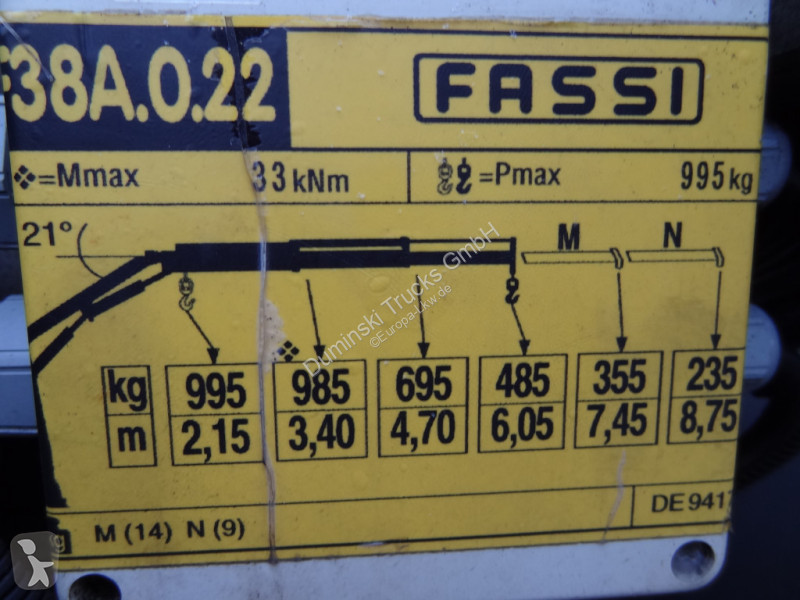 F38A.0.22 FASSI
=Mmax 33 kNm =Pmax 995 kg
21° M N
kg 995 985 695 485 355 235
m 2,15 3,40 4,70 6,05 7,45 8,75
M (14) N (9) DE 9417
Duminski Trucks GmbH
©Europa-Lkw.de